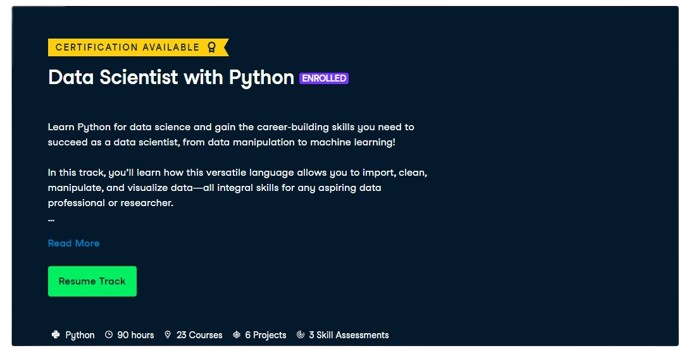 CERTIFICATION AVAILABLE
Data Scientist with Python ENROLLED
Learn Python for data science and gain the career-building skills you need to
succeed as a data scientist, from data manipulation to machine learning!
In this track, you'll learn how this versatile language allows you to import, clean,
manipulate, and visualize data—all integral skills for any aspiring data
professional or researcher.
...
Read More
Resume Track
Python 90 hours 23 Courses 6 Projects 3 Skill Assessments